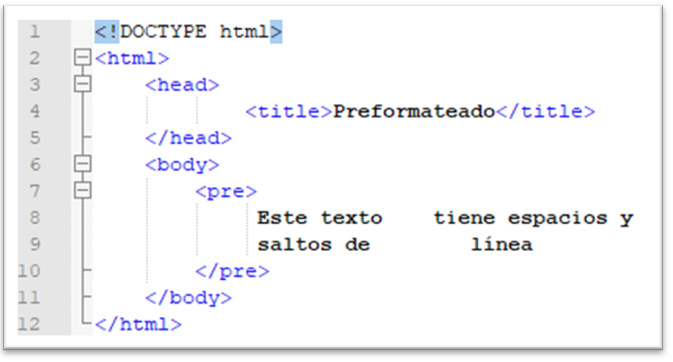 1 <!DOCTYPE html>
2 <html>
3 <head>
4 <title>Preformateado</title>
5 </head>
6 <body>
7 <pre>
8 Este texto    tiene espacios y
9 saltos de        línea
10 </pre>
11 </body>
12 </html>